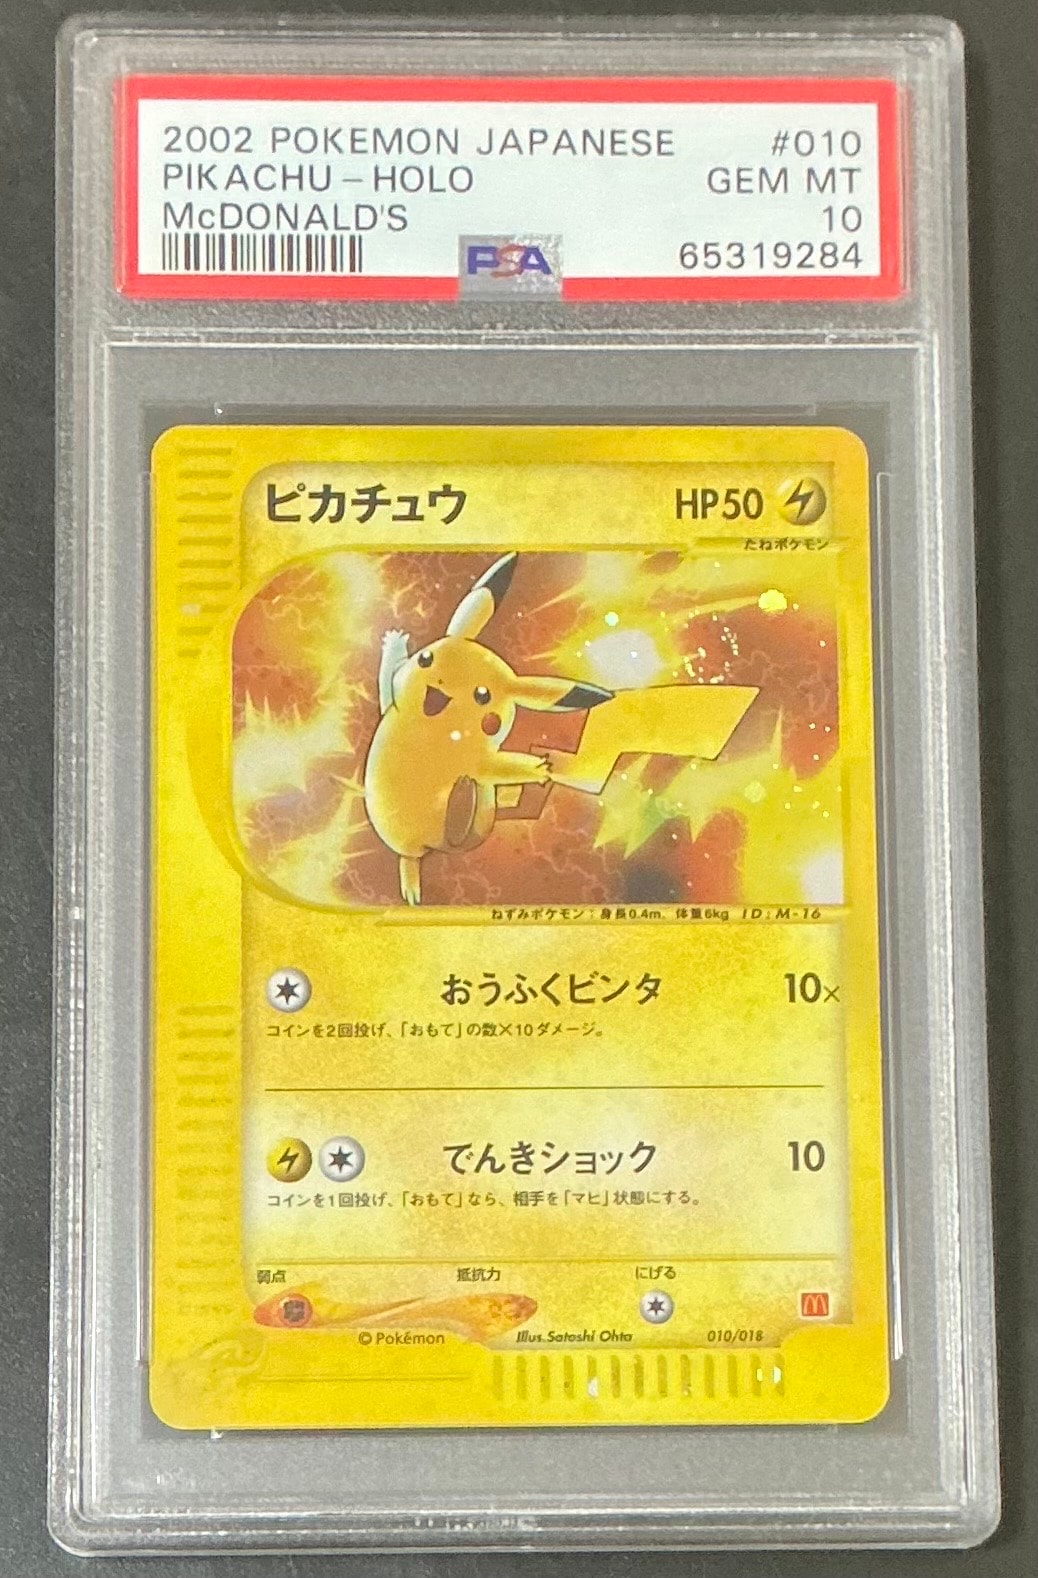 2002 POKEMON JAPANESE #010
PIKACHU - HOLO GEM MT
McDONALD'S 10
PSA 65319284
ピカチュウ HP50
たねポケモン
ねずみポケモン:身長0.4m, 体重6kg ID:M-16
おうふくビンタ 10×
コインを2回投げ、「おもて」の数×10ダメージ。
でんきショック 10
コインを1回投げ、「おもて」なら、相手を「マヒ」状態にする。
弱点 抵抗力 にげる
© Pokémon Illus. Satoshi Ohta 010/018